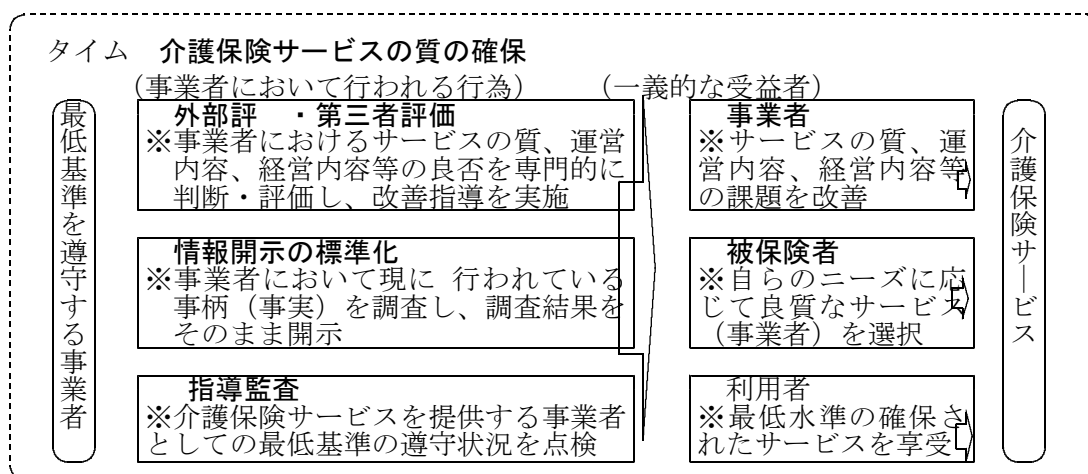 タイム 介護保険サービスの質の確保
(事業者において行われる行為) (一義的な受益者)
最低基準を遵守する事業者
外部評 ・第三者評価
※事業者におけるサービスの質、運営
内容、経営内容等の良否を専門的に
判断・評価し、改善指導を実施
事業者
※サービスの質、運
営内容、経営内容等
の課題を改善
情報開示の標準化
※事業者において現に 行われている
事柄(事実)を調査し、調査結果を
そのまま開示
被保険者
※自らのニーズに応
じて良質なサービス
(事業者)を選択
指導監査
※介護保険サービスを提供する事業者
としての最低基準の遵守状況を点検
利用者
※最低水準の確保さ
れたサービスを享受
介護保険サービス